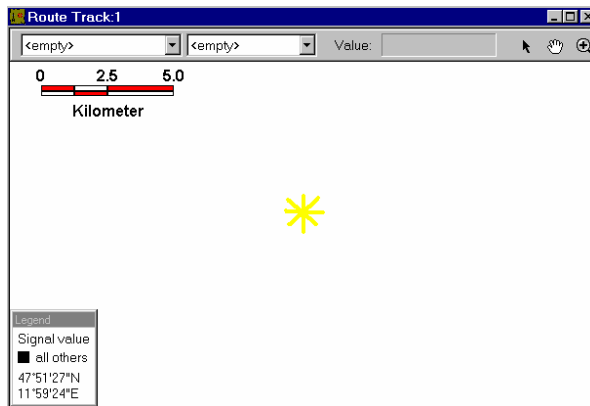 Route Track:1
<empty> <empty> Value:
0 2.5 5.0
Kilometer
Legend
Signal value
all others
47°51'27"N
11°59'24"E